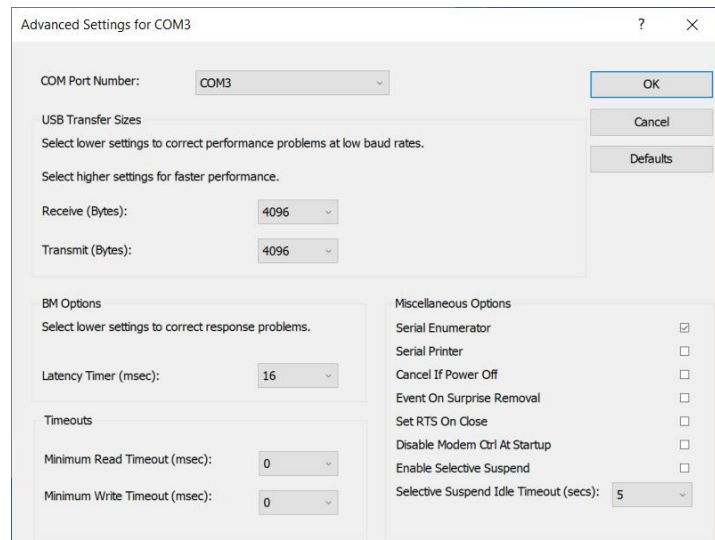 Advanced Settings for COM3
?
COM Port Number:
COM3
OK
USB Transfer Sizes
Cancel
Select lower settings to correct performance problems at low baud rates.
Defaults
Select higher settings for faster performance.
Receive (Bytes):
4096
Transmit (Bytes):
4096
BM Options
Select lower settings to correct response problems.
Latency Timer (msec):
16
Timeouts
Minimum Read Timeout (msec):
0
Minimum Write Timeout (msec):
0
Miscellaneous Options
Serial Enumerator
Serial Printer
Cancel If Power Off
Event On Surprise Removal
Set RTS On Close
Disable Modem Ctrl At Startup
Enable Selective Suspend
Selective Suspend Idle Timeout (secs):
5